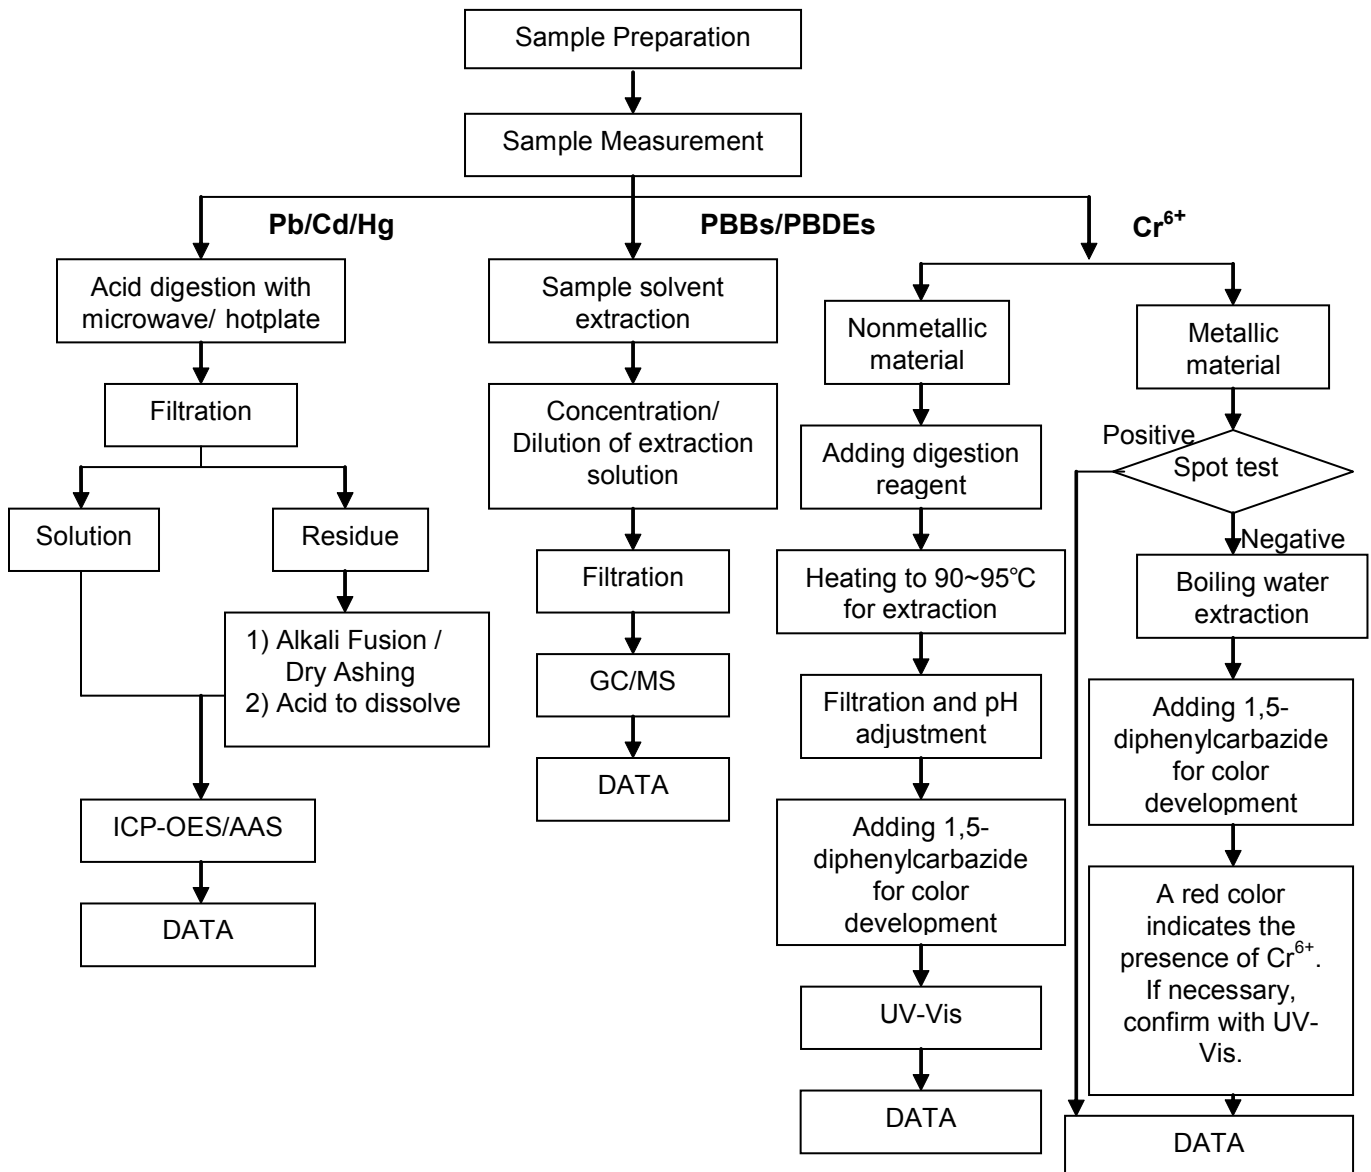 Sample Preparation
Sample Measurement
Pb/Cd/Hg
PBBs/PBDEs
Cr⁶⁺
Acid digestion with
microwave/ hotplate
Filtration
Solution
Residue
1) Alkali Fusion /
Dry Ashing
2) Acid to dissolve
ICP-OES/AAS
DATA
Sample solvent
extraction
Concentration/
Dilution of extraction
solution
Filtration
GC/MS
DATA
Nonmetallic
material
Adding digestion
reagent
Heating to 90~95℃
for extraction
Filtration and pH
adjustment
Adding 1,5-
diphenylcarbazide
for color
development
UV-Vis
DATA
Metallic
material
Positive
Spot test
Negative
Boiling water
extraction
Adding 1,5-
diphenylcarbazide
for color
development
A red color
indicates the
presence of Cr⁶⁺.
If necessary,
confirm with UV-
Vis.
DATA